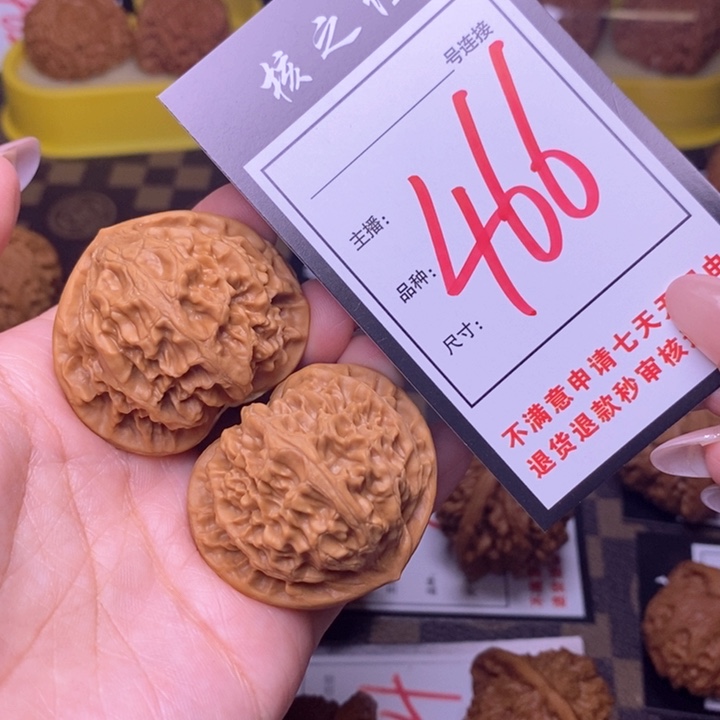 核之
号连接
466
主播：
品种：
尺寸：
不满意申请七天
退货退款秒审核